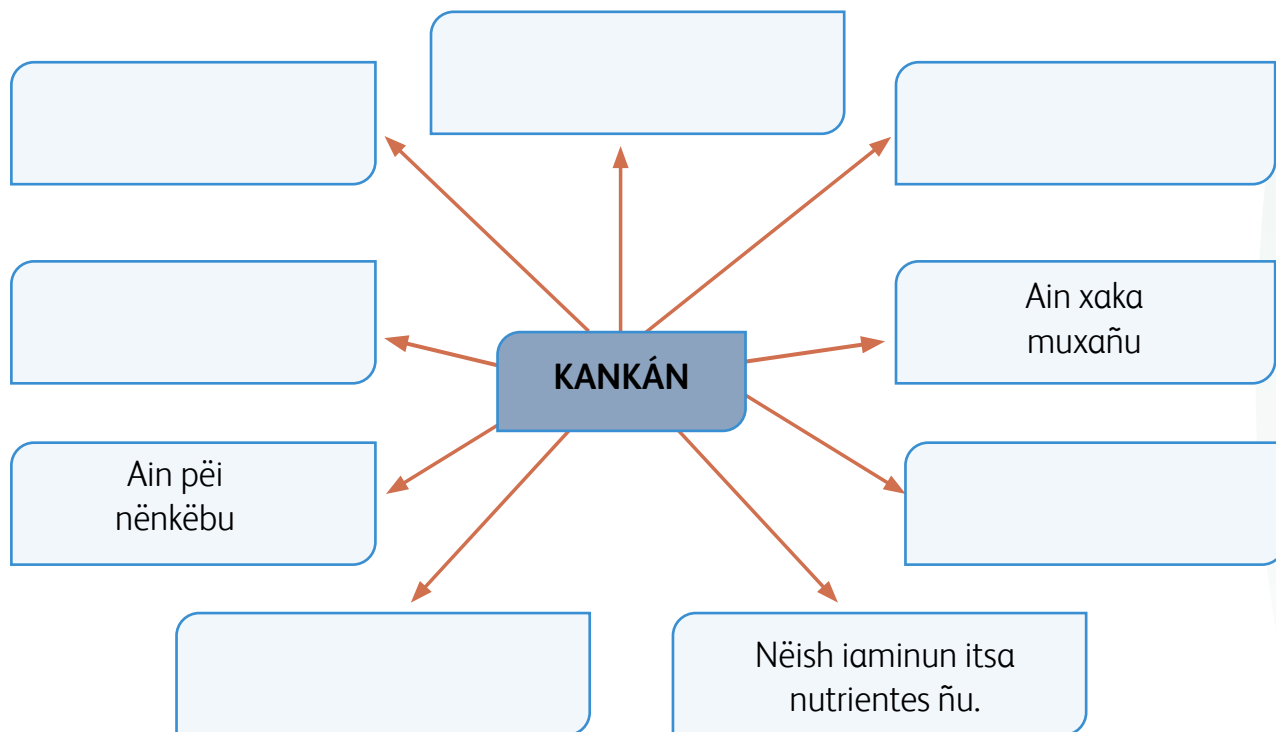 Ain xaka
muxañu
KANKÁN
Ain pëi
nënkëbu
Nëish iaminun itsa
nutrientes ñu.